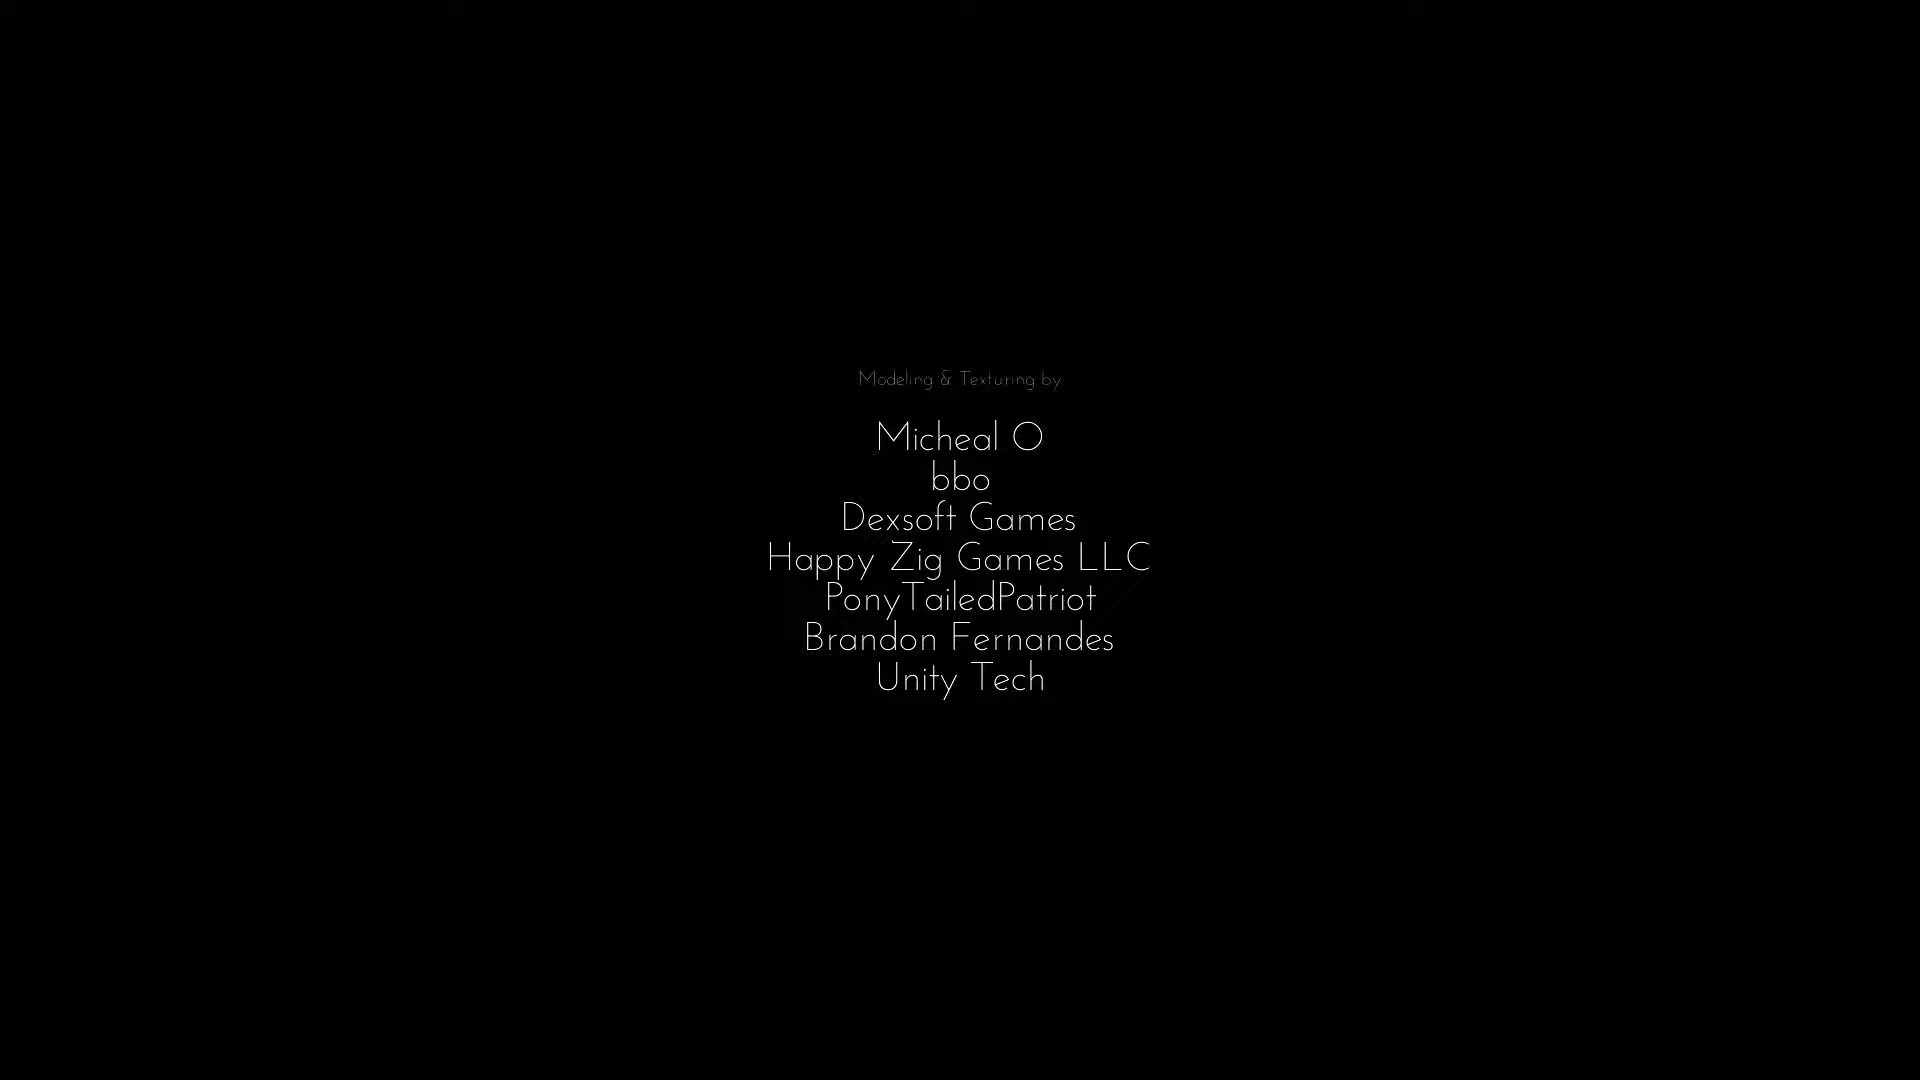 Modeling & Texturing by
Micheal O
bbo
Dexsoft Games
Happy Zig Games LLC
PonyTailedPatriot
Brandon Fernandes
Unity Tech